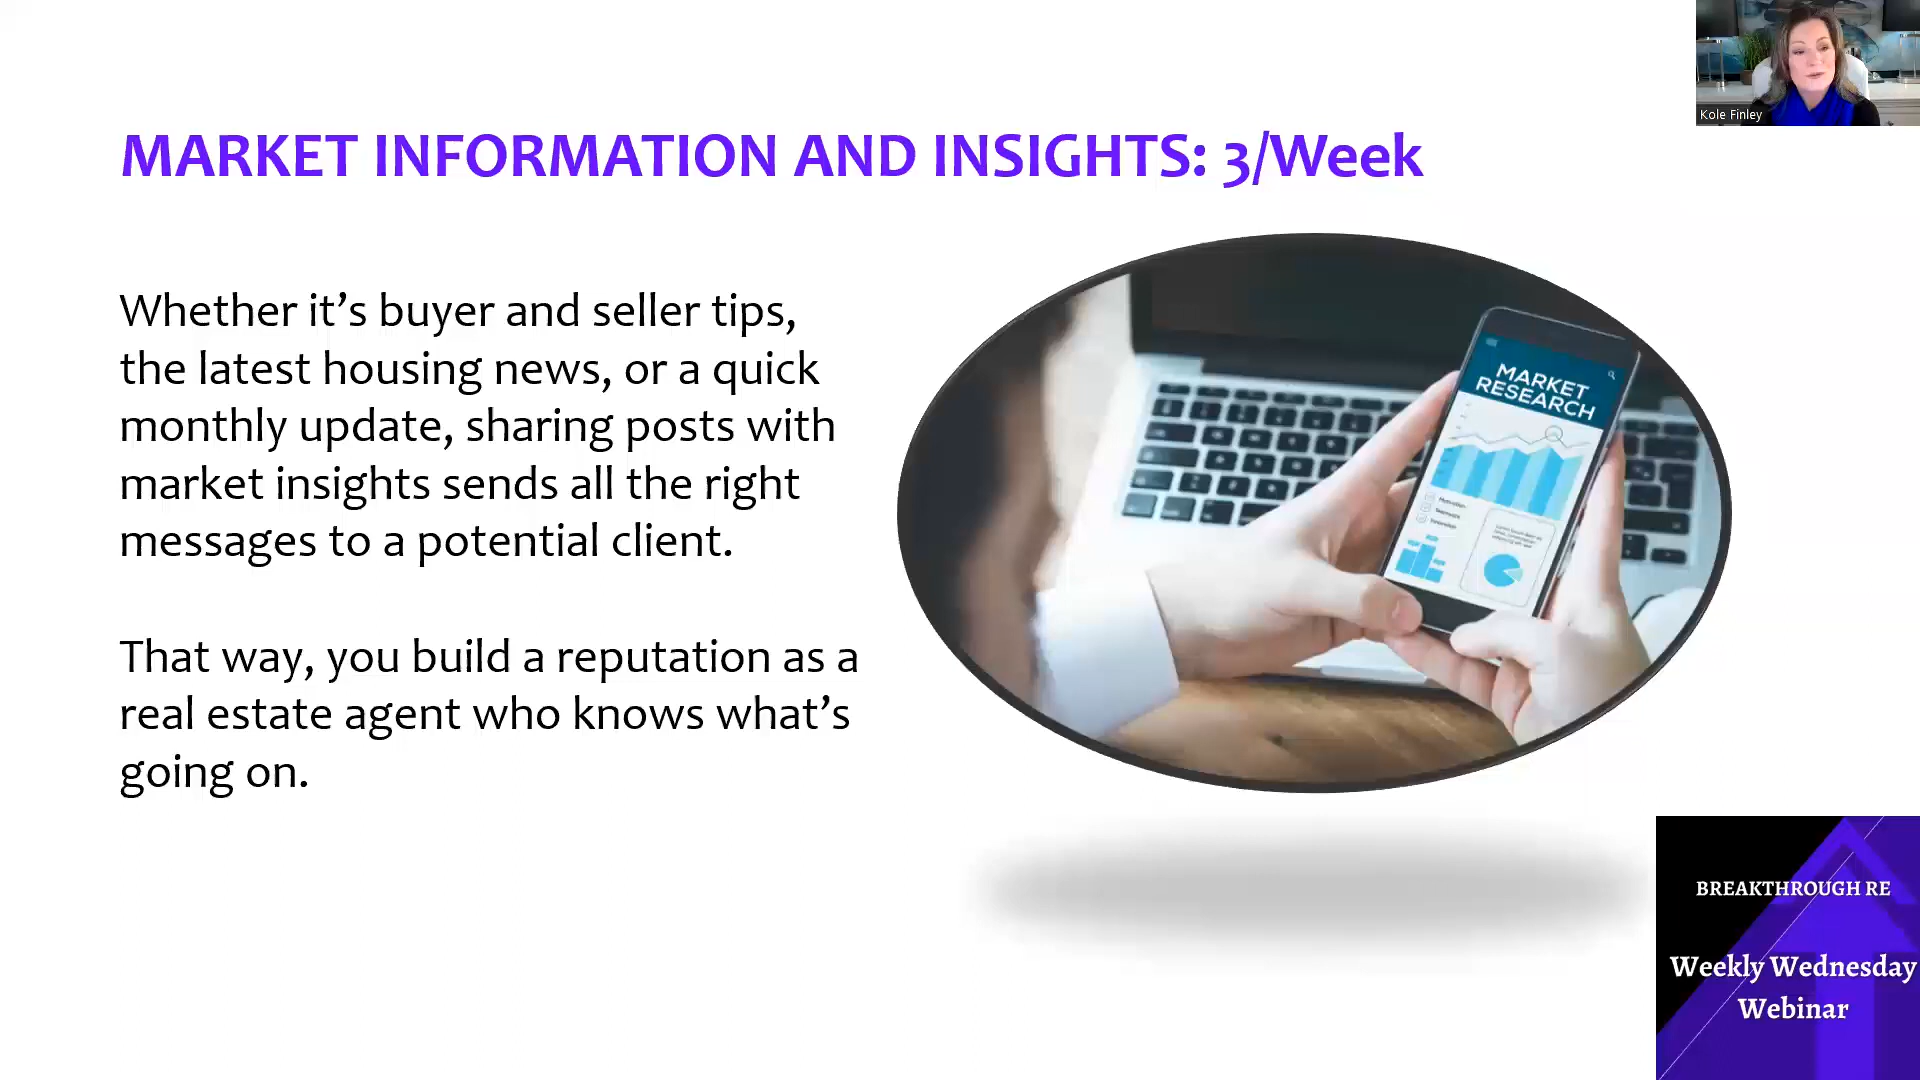 Kole Finley
MARKET INFORMATION AND INSIGHTS: 3/Week
Whether it’s buyer and seller tips,
the latest housing news, or a quick
monthly update, sharing posts with
market insights sends all the right
messages to a potential client.
That way, you build a reputation as a
real estate agent who knows what’s
going on.
MARKET
RESEARCH
BREAKTHROUGH RE
Weekly Wednesday
Webinar